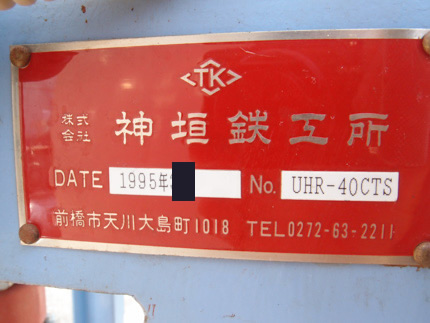 TK
株式会社 神垣鉄工所
DATE 1995年 No. UHR-40CTS
前橋市天川大島町1018 TEL0272-63-2211